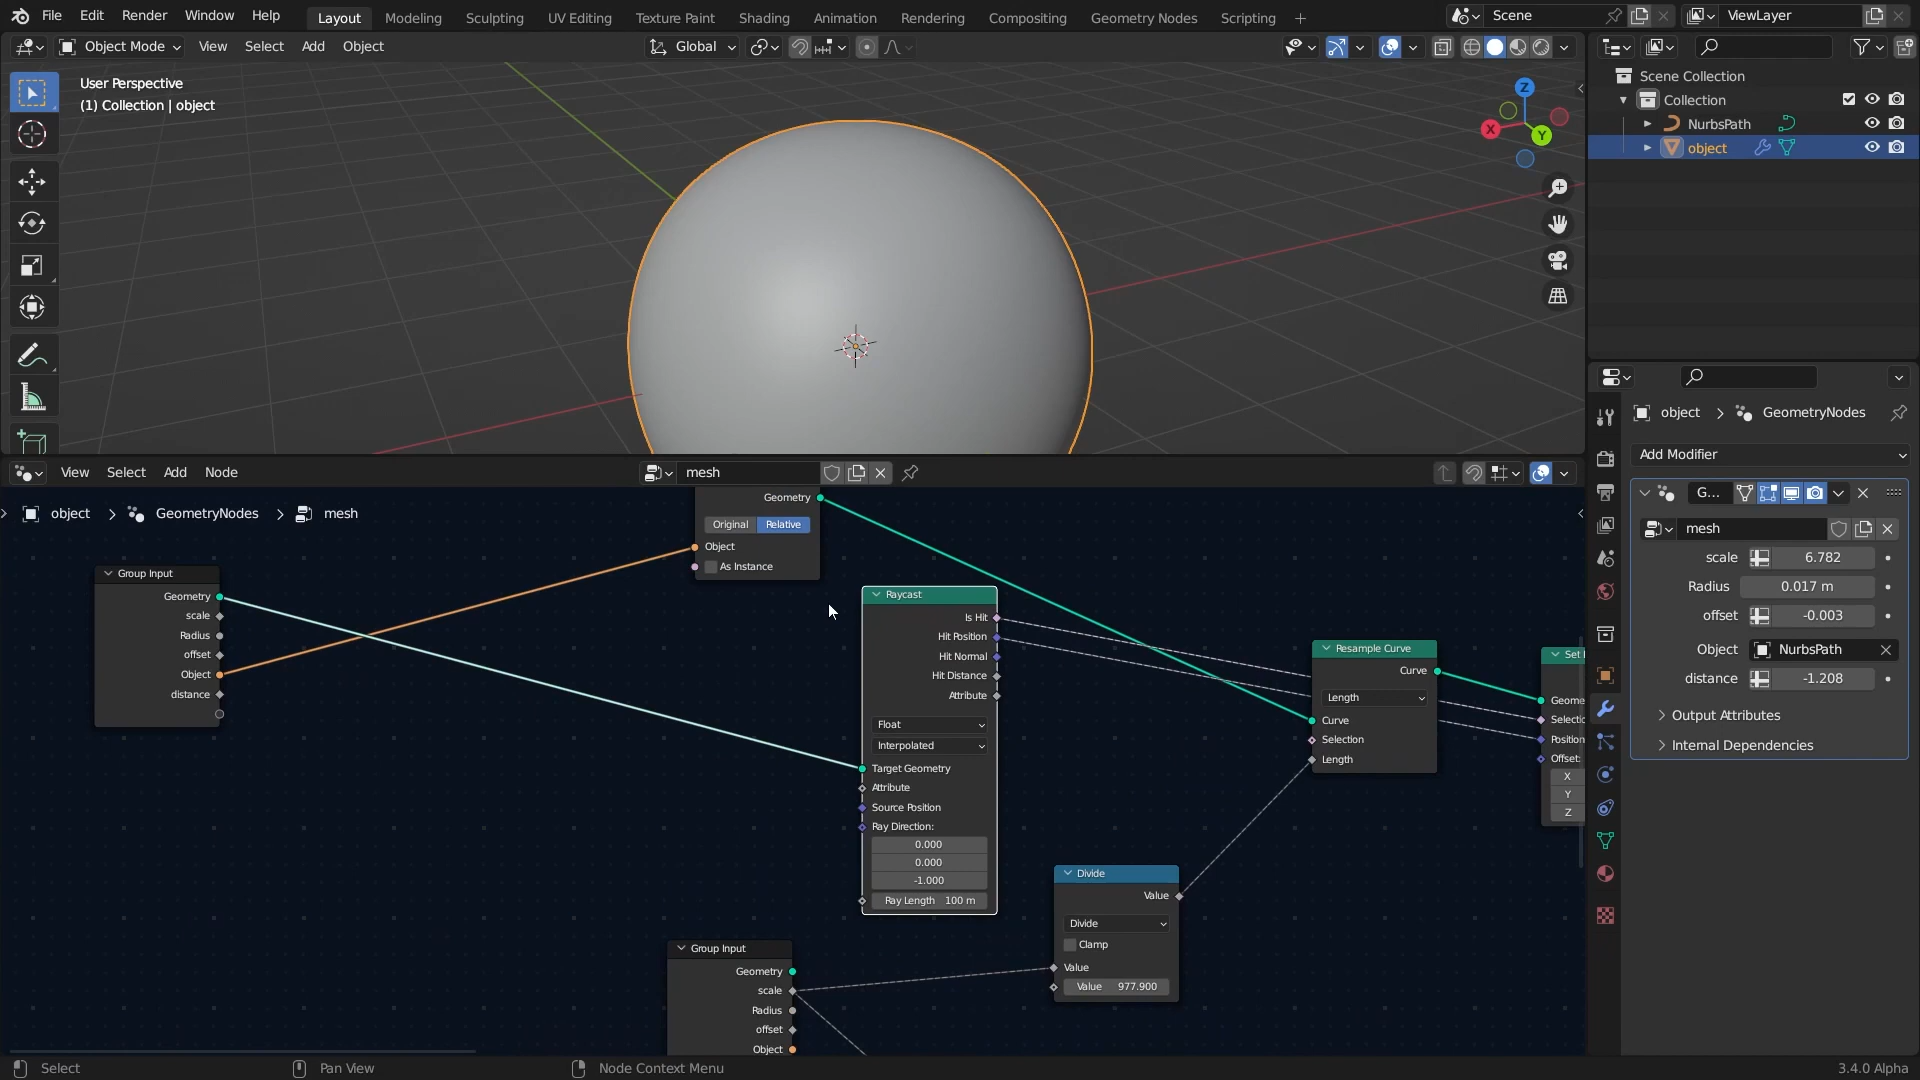 File Edit Render Window Help Layout Modeling Sculpting UV Editing Texture Paint Shading Animation Rendering Compositing Geometry Nodes Scripting Scene ViewLayer
Object Mode View Select Add Object Global
User Perspective
(1) Collection | object
Z
X
Y
Scene Collection
Collection
NurbsPath
object
View Select Add Node mesh
object GeometryNodes mesh
Group Input
Geometry
scale
Radius
offset
Object
distance
Geometry
Original Relative
Object
As Instance
Raycast
Is Hit
Hit Position
Hit Normal
Hit Distance
Attribute
Float
Interpolated
Target Geometry
Attribute
Source Position
Ray Direction:
0.000
0.000
-1.000
Ray Length 100 m
Resample Curve
Curve
Length
Curve
Selection
Length
Geome
Selectic
Position
Offset:
X
Y
Z
Divide
Value
Divide
Clamp
Value
Value 977.900
Group Input
Geometry
scale
Radius
offset
Object
object GeometryNodes
Add Modifier
G...
mesh
scale 6.782
Radius 0.017 m
offset -0.003
Object NurbsPath
distance -1.208
Output Attributes
Internal Dependencies
Select Pan View Node Context Menu 3.4.0 Alpha